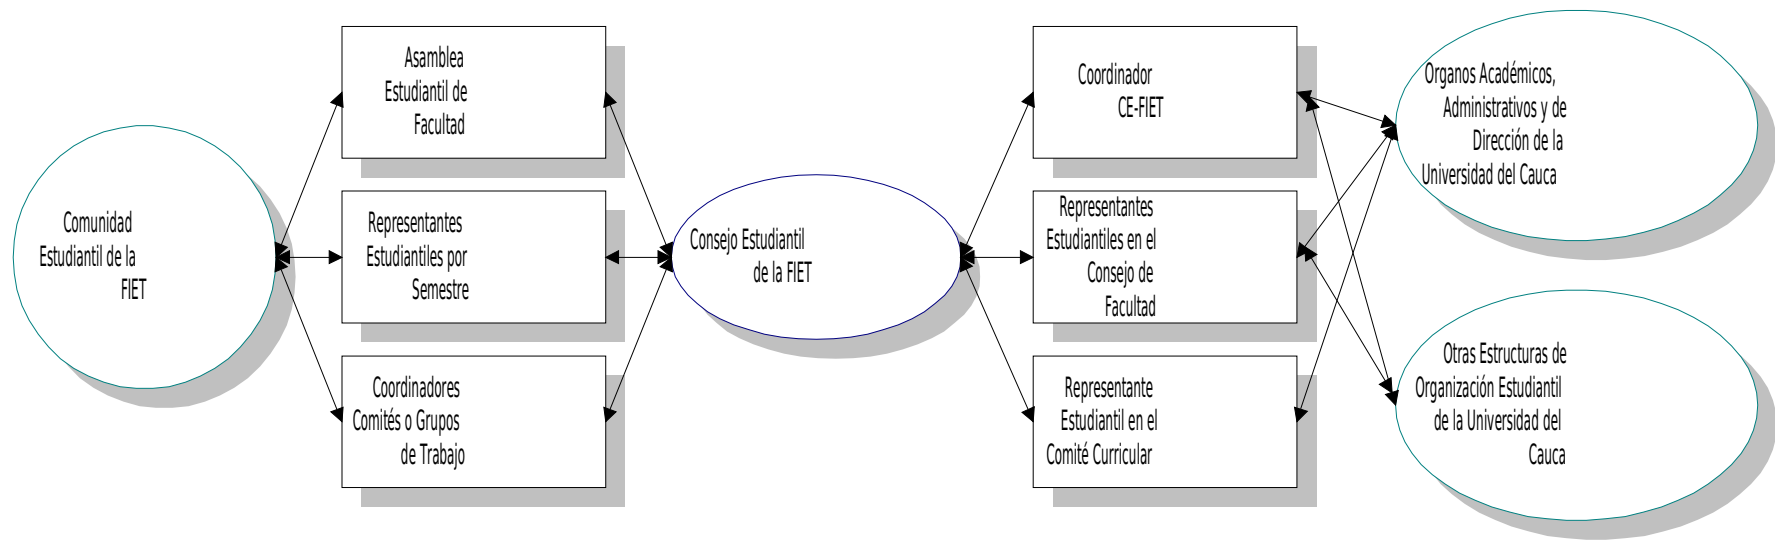 Comunidad
Estudiantil de la
FIET
Asamblea
Estudiantil de
Facultad
Representantes
Estudiantiles por
Semestre
Coordinadores
Comités o Grupos
de Trabajo
Consejo Estudiantil
de la FIET
Coordinador
CE-FIET
Representantes
Estudiantiles en el
Consejo de
Facultad
Representante
Estudiantil en el
Comité Curricular
Organos Académicos,
Administrativos y de
Dirección de la
Universidad del Cauca
Otras Estructuras de
Organización Estudiantil
de la Universidad del
Cauca